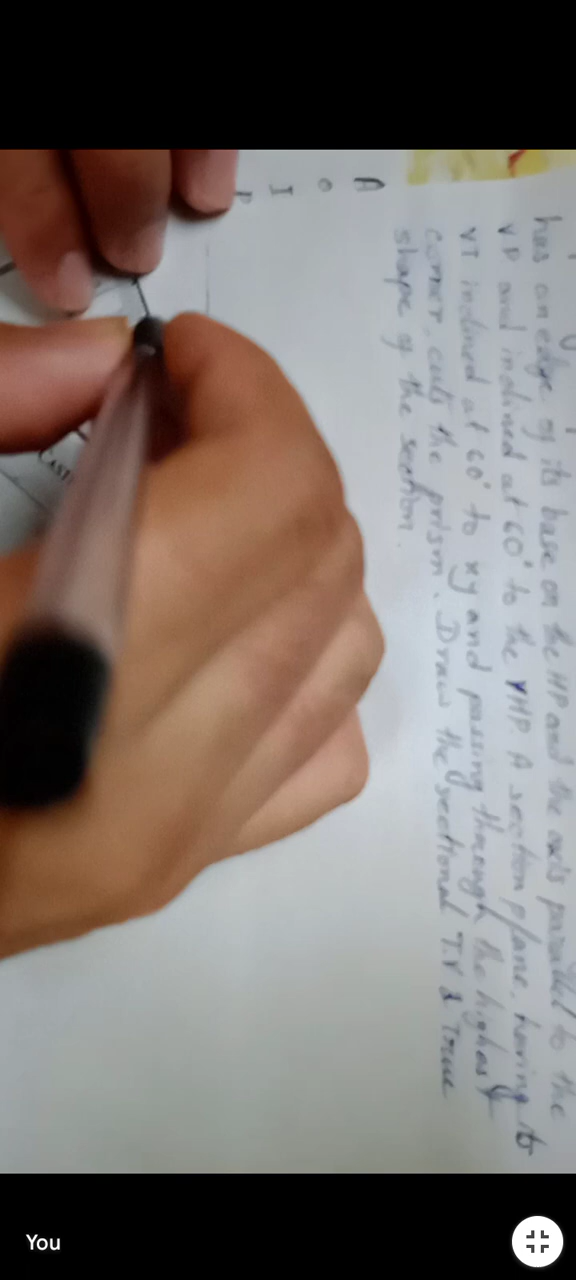 has an edge of its base on the HP and the axis parallel to the
VP and inclined at 60° to the HP. A section plane, having its
VT inclined at 60° to xy and passing through the highest
corner, cuts the prism. Draw the sectional T.V & True
shape of the section.
A
o
I
P
CAST
You